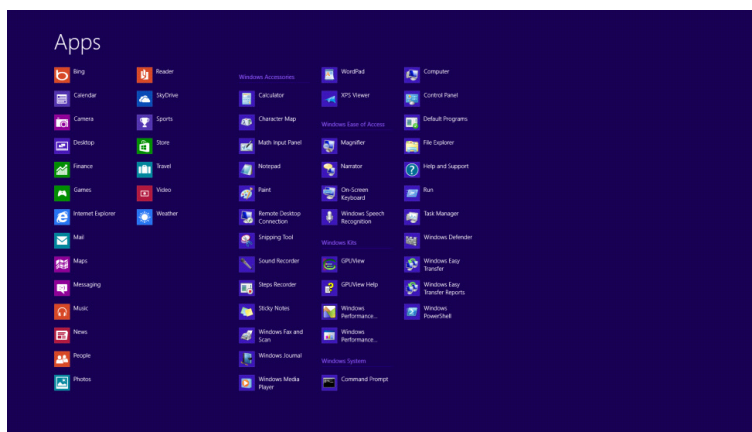 Apps
Bing
Calendar
Camera
Desktop
Finance
Games
Internet Explorer
Mail
Maps
Messaging
Music
News
People
Photos
Reader
SkyDrive
Sports
Store
Travel
Video
Weather
Windows Accessories
Calculator
Character Map
Math Input Panel
Notepad
Paint
Remote Desktop
Connection
Snipping Tool
Sound Recorder
Steps Recorder
Sticky Notes
Windows Fax and
Scan
Windows Journal
Windows Media
Player
WordPad
XPS Viewer
Windows Ease of Access
Magnifier
Narrator
On-Screen
Keyboard
Windows Speech
Recognition
Windows Kits
GPUView
GPUView Help
Windows
Performance...
Windows
Performance...
Windows System
Command Prompt
Computer
Control Panel
Default Programs
File Explorer
Help and Support
Run
Task Manager
Windows Defender
Windows Easy
Transfer
Windows Easy
Transfer Reports
Windows
PowerShell